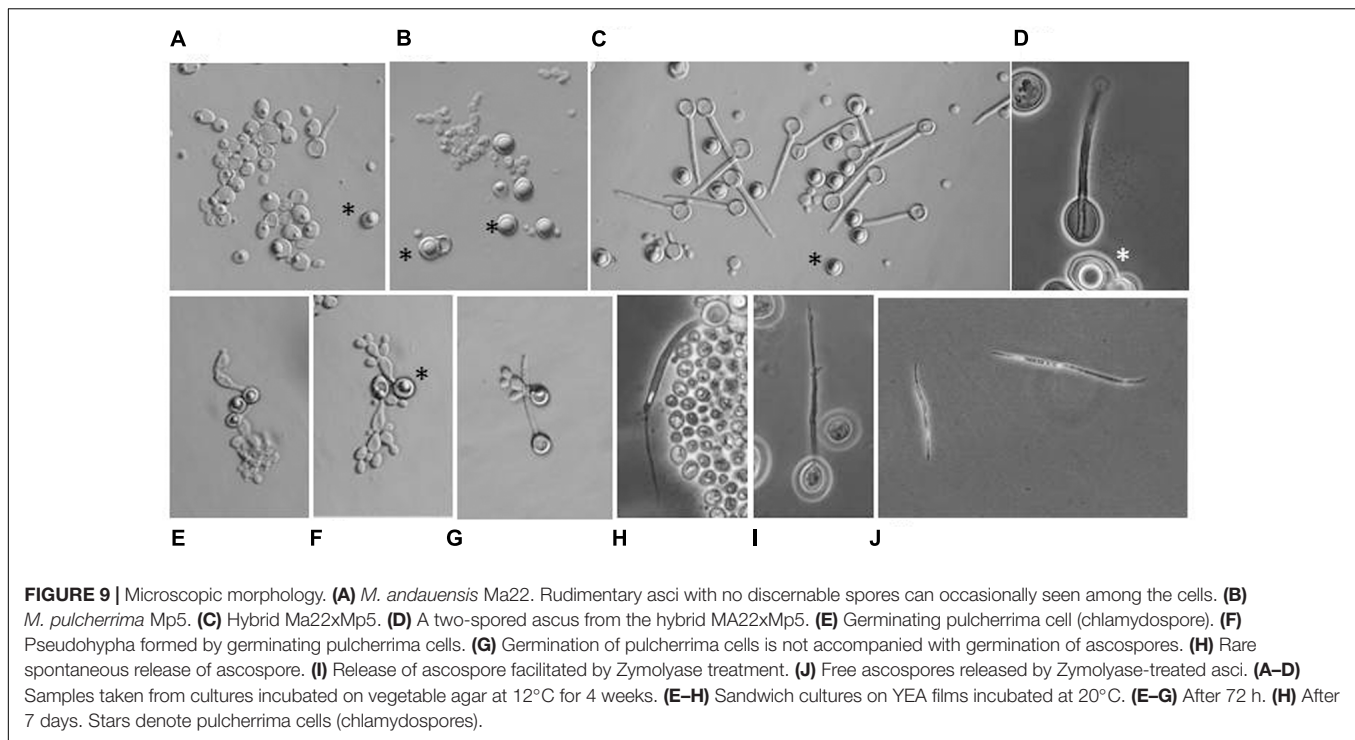 A B C D
*
* *
*
*
*
E F G H I J
FIGURE 9 | Microscopic morphology. (A) M. andauensis Ma22. Rudimentary asci with no discernable spores can occasionally seen among the cells. (B)
M. pulcherrima Mp5. (C) Hybrid Ma22xMp5. (D) A two-spored ascus from the hybrid MA22xMp5. (E) Germinating pulcherrima cell (chlamydospore). (F)
Pseudohypha formed by germinating pulcherrima cells. (G) Germination of pulcherrima cells is not accompanied with germination of ascospores. (H) Rare
spontaneous release of ascospore. (I) Release of ascospore facilitated by Zymolyase treatment. (J) Free ascospores released by Zymolyase-treated asci. (A–D)
Samples taken from cultures incubated on vegetable agar at 12°C for 4 weeks. (E–H) Sandwich cultures on YEA films incubated at 20°C. (E–G) After 72 h. (H) After
7 days. Stars denote pulcherrima cells (chlamydospores).